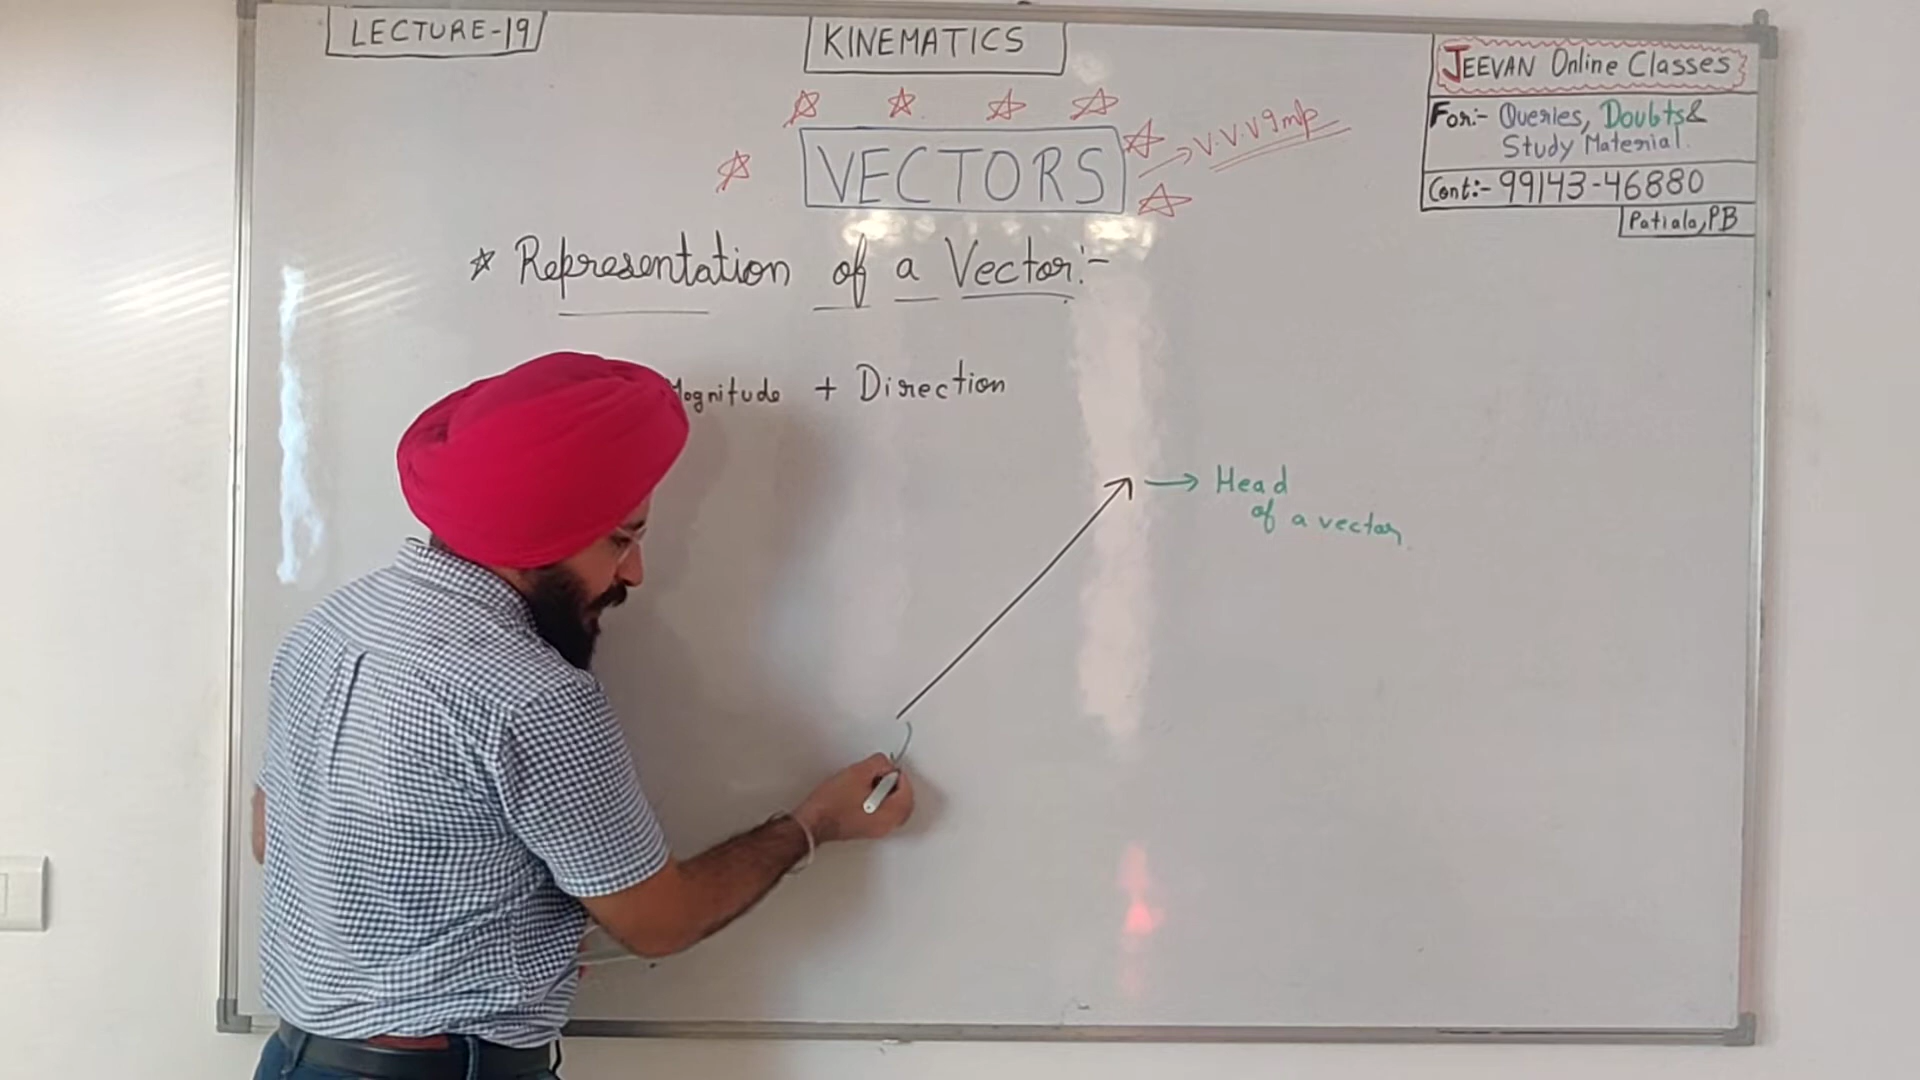 LECTURE-19
KINEMATICS
JEEVAN Online Classes
For:- Queries, Doubts &
Study Material.
Cont:- 99143-46880
Patiala, PB
VECTORS
V.V.V Imp
Representation of a Vector:-
Magnitude + Direction
Head
of a vector